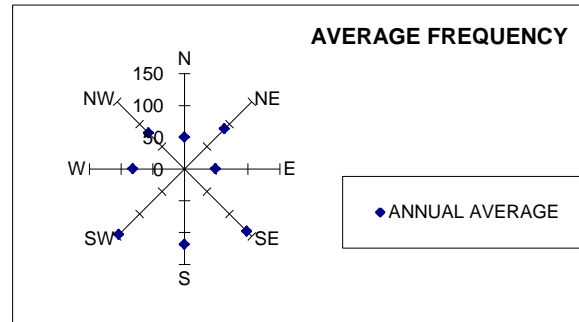 AVERAGE FREQUENCY
N
150
NW
NE
100
50
W
0
E
ANNUAL AVERAGE
SW
SE
S